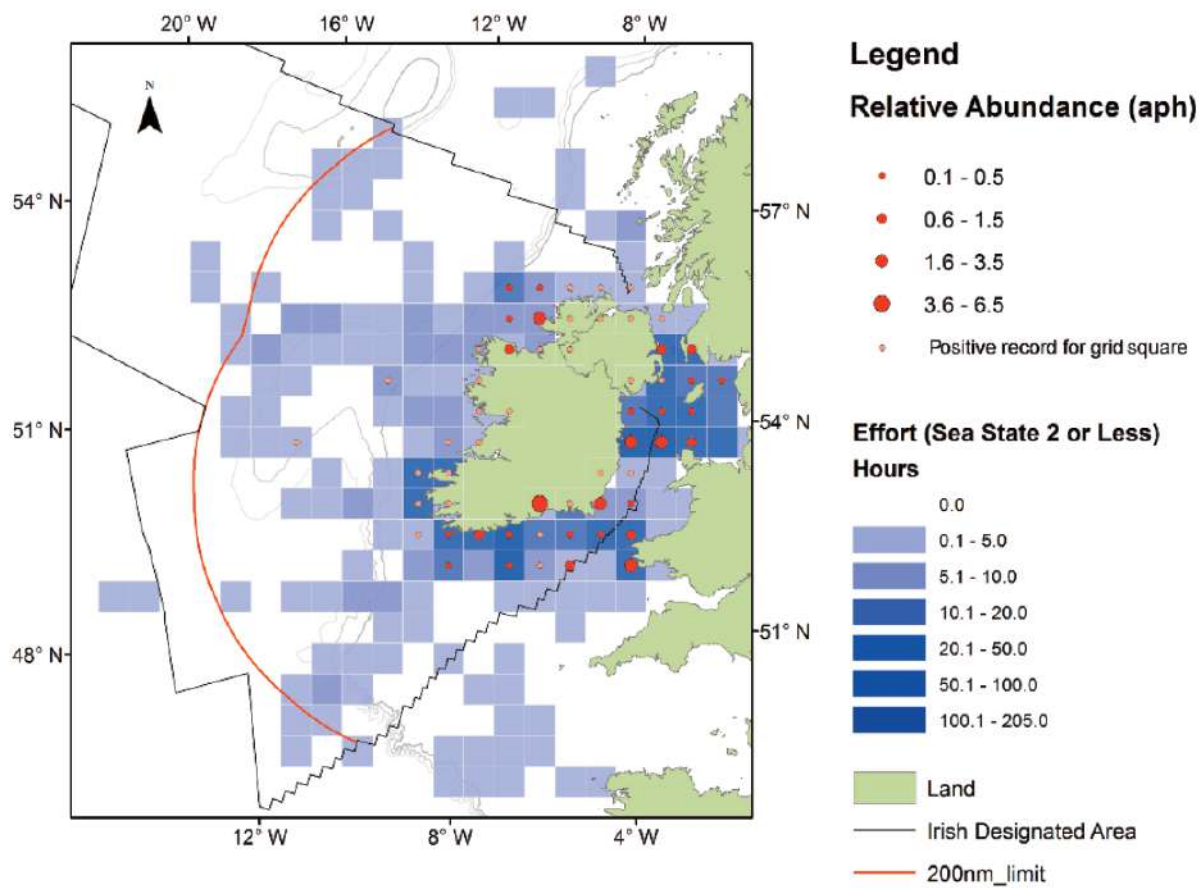 20° W 16° W 12° W 8° W
N
54° N
51° N
48° N
57° N
54° N
51° N
12° W 8° W 4° W
Legend
Relative Abundance (aph)
0.1 - 0.5
0.6 - 1.5
1.6 - 3.5
3.6 - 6.5
Positive record for grid square
Effort (Sea State 2 or Less)
Hours
0.0
0.1 - 5.0
5.1 - 10.0
10.1 - 20.0
20.1 - 50.0
50.1 - 100.0
100.1 - 205.0
Land
Irish Designated Area
200nm_limit